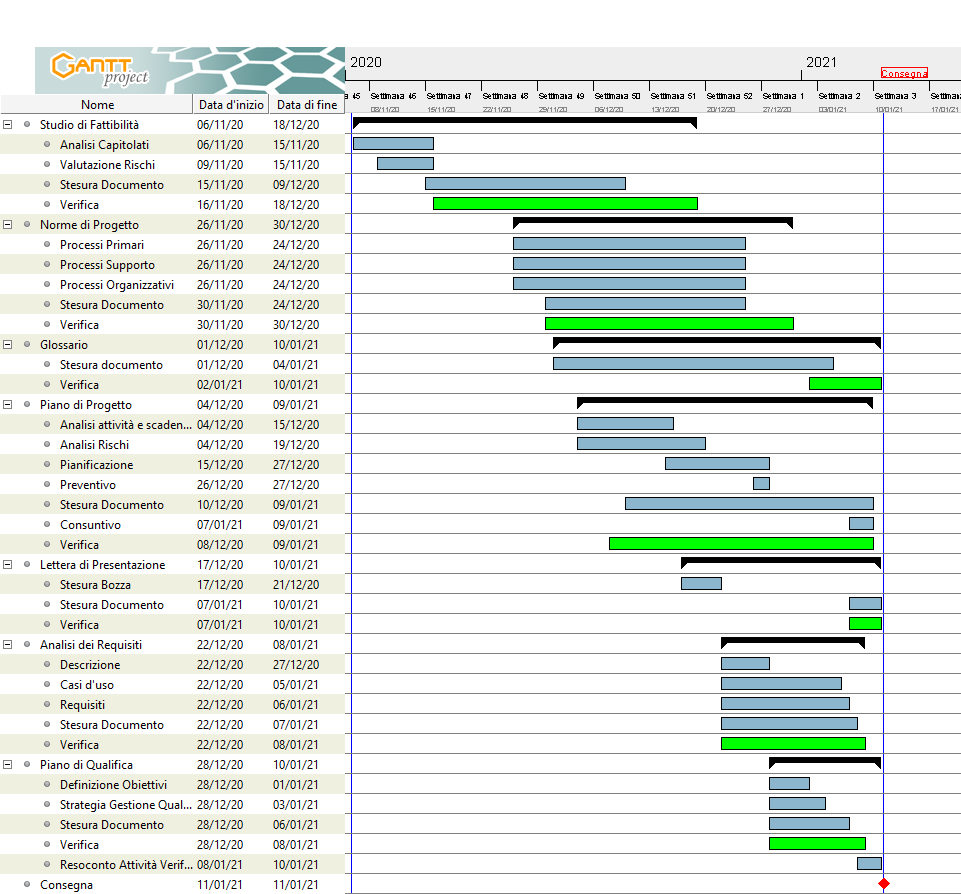 GANTT
project
2020
2021
Consegna
Nome Data d'inizio Data di fine
45 Settimana 46 Settimana 47 Settimana 48 Settimana 49 Settimana 50 Settimana 51 Settimana 52 Settimana 1 Settimana 2 Settimana 3 Settimana
08/11/20 15/11/20 22/11/20 29/11/20 06/12/20 13/12/20 20/12/20 27/12/20 03/01/21 10/01/21 17/01/21
Studio di Fattibilità 06/11/20 18/12/20
Analisi Capitolati 06/11/20 15/11/20
Valutazione Rischi 09/11/20 15/11/20
Stesura Documento 15/11/20 09/12/20
Verifica 16/11/20 18/12/20
Norme di Progetto 26/11/20 30/12/20
Processi Primari 26/11/20 24/12/20
Processi Supporto 26/11/20 24/12/20
Processi Organizzativi 26/11/20 24/12/20
Stesura Documento 30/11/20 24/12/20
Verifica 30/11/20 30/12/20
Glossario 01/12/20 10/01/21
Stesura documento 01/12/20 04/01/21
Verifica 02/01/21 10/01/21
Piano di Progetto 04/12/20 09/01/21
Analisi attività e scaden... 04/12/20 15/12/20
Analisi Rischi 04/12/20 19/12/20
Pianificazione 15/12/20 27/12/20
Preventivo 26/12/20 27/12/20
Stesura Documento 10/12/20 09/01/21
Consuntivo 07/01/21 09/01/21
Verifica 08/12/20 09/01/21
Lettera di Presentazione 17/12/20 10/01/21
Stesura Bozza 17/12/20 21/12/20
Stesura Documento 07/01/21 10/01/21
Verifica 07/01/21 10/01/21
Analisi dei Requisiti 22/12/20 08/01/21
Descrizione 22/12/20 27/12/20
Casi d'uso 22/12/20 05/01/21
Requisiti 22/12/20 06/01/21
Stesura Documento 22/12/20 07/01/21
Verifica 22/12/20 08/01/21
Piano di Qualifica 28/12/20 10/01/21
Definizione Obiettivi 28/12/20 01/01/21
Strategia Gestione Qual... 28/12/20 03/01/21
Stesura Documento 28/12/20 06/01/21
Verifica 28/12/20 08/01/21
Resoconto Attività Verif... 08/01/21 10/01/21
Consegna 11/01/21 11/01/21